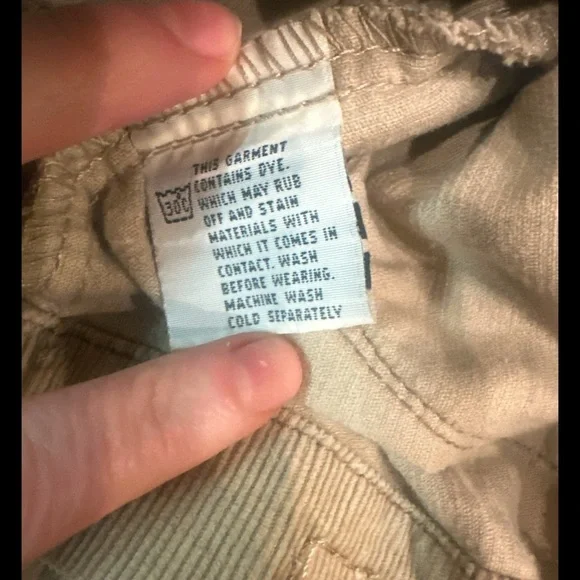 THIS GARMENT
CONTAINS DYE.
30C WHICH MAY RUB
OFF AND STAIN
MATERIALS WITH
WHICH IT COMES IN
CONTACT. WASH
BEFORE WEARING.
MACHINE WASH
COLD SEPARATELY